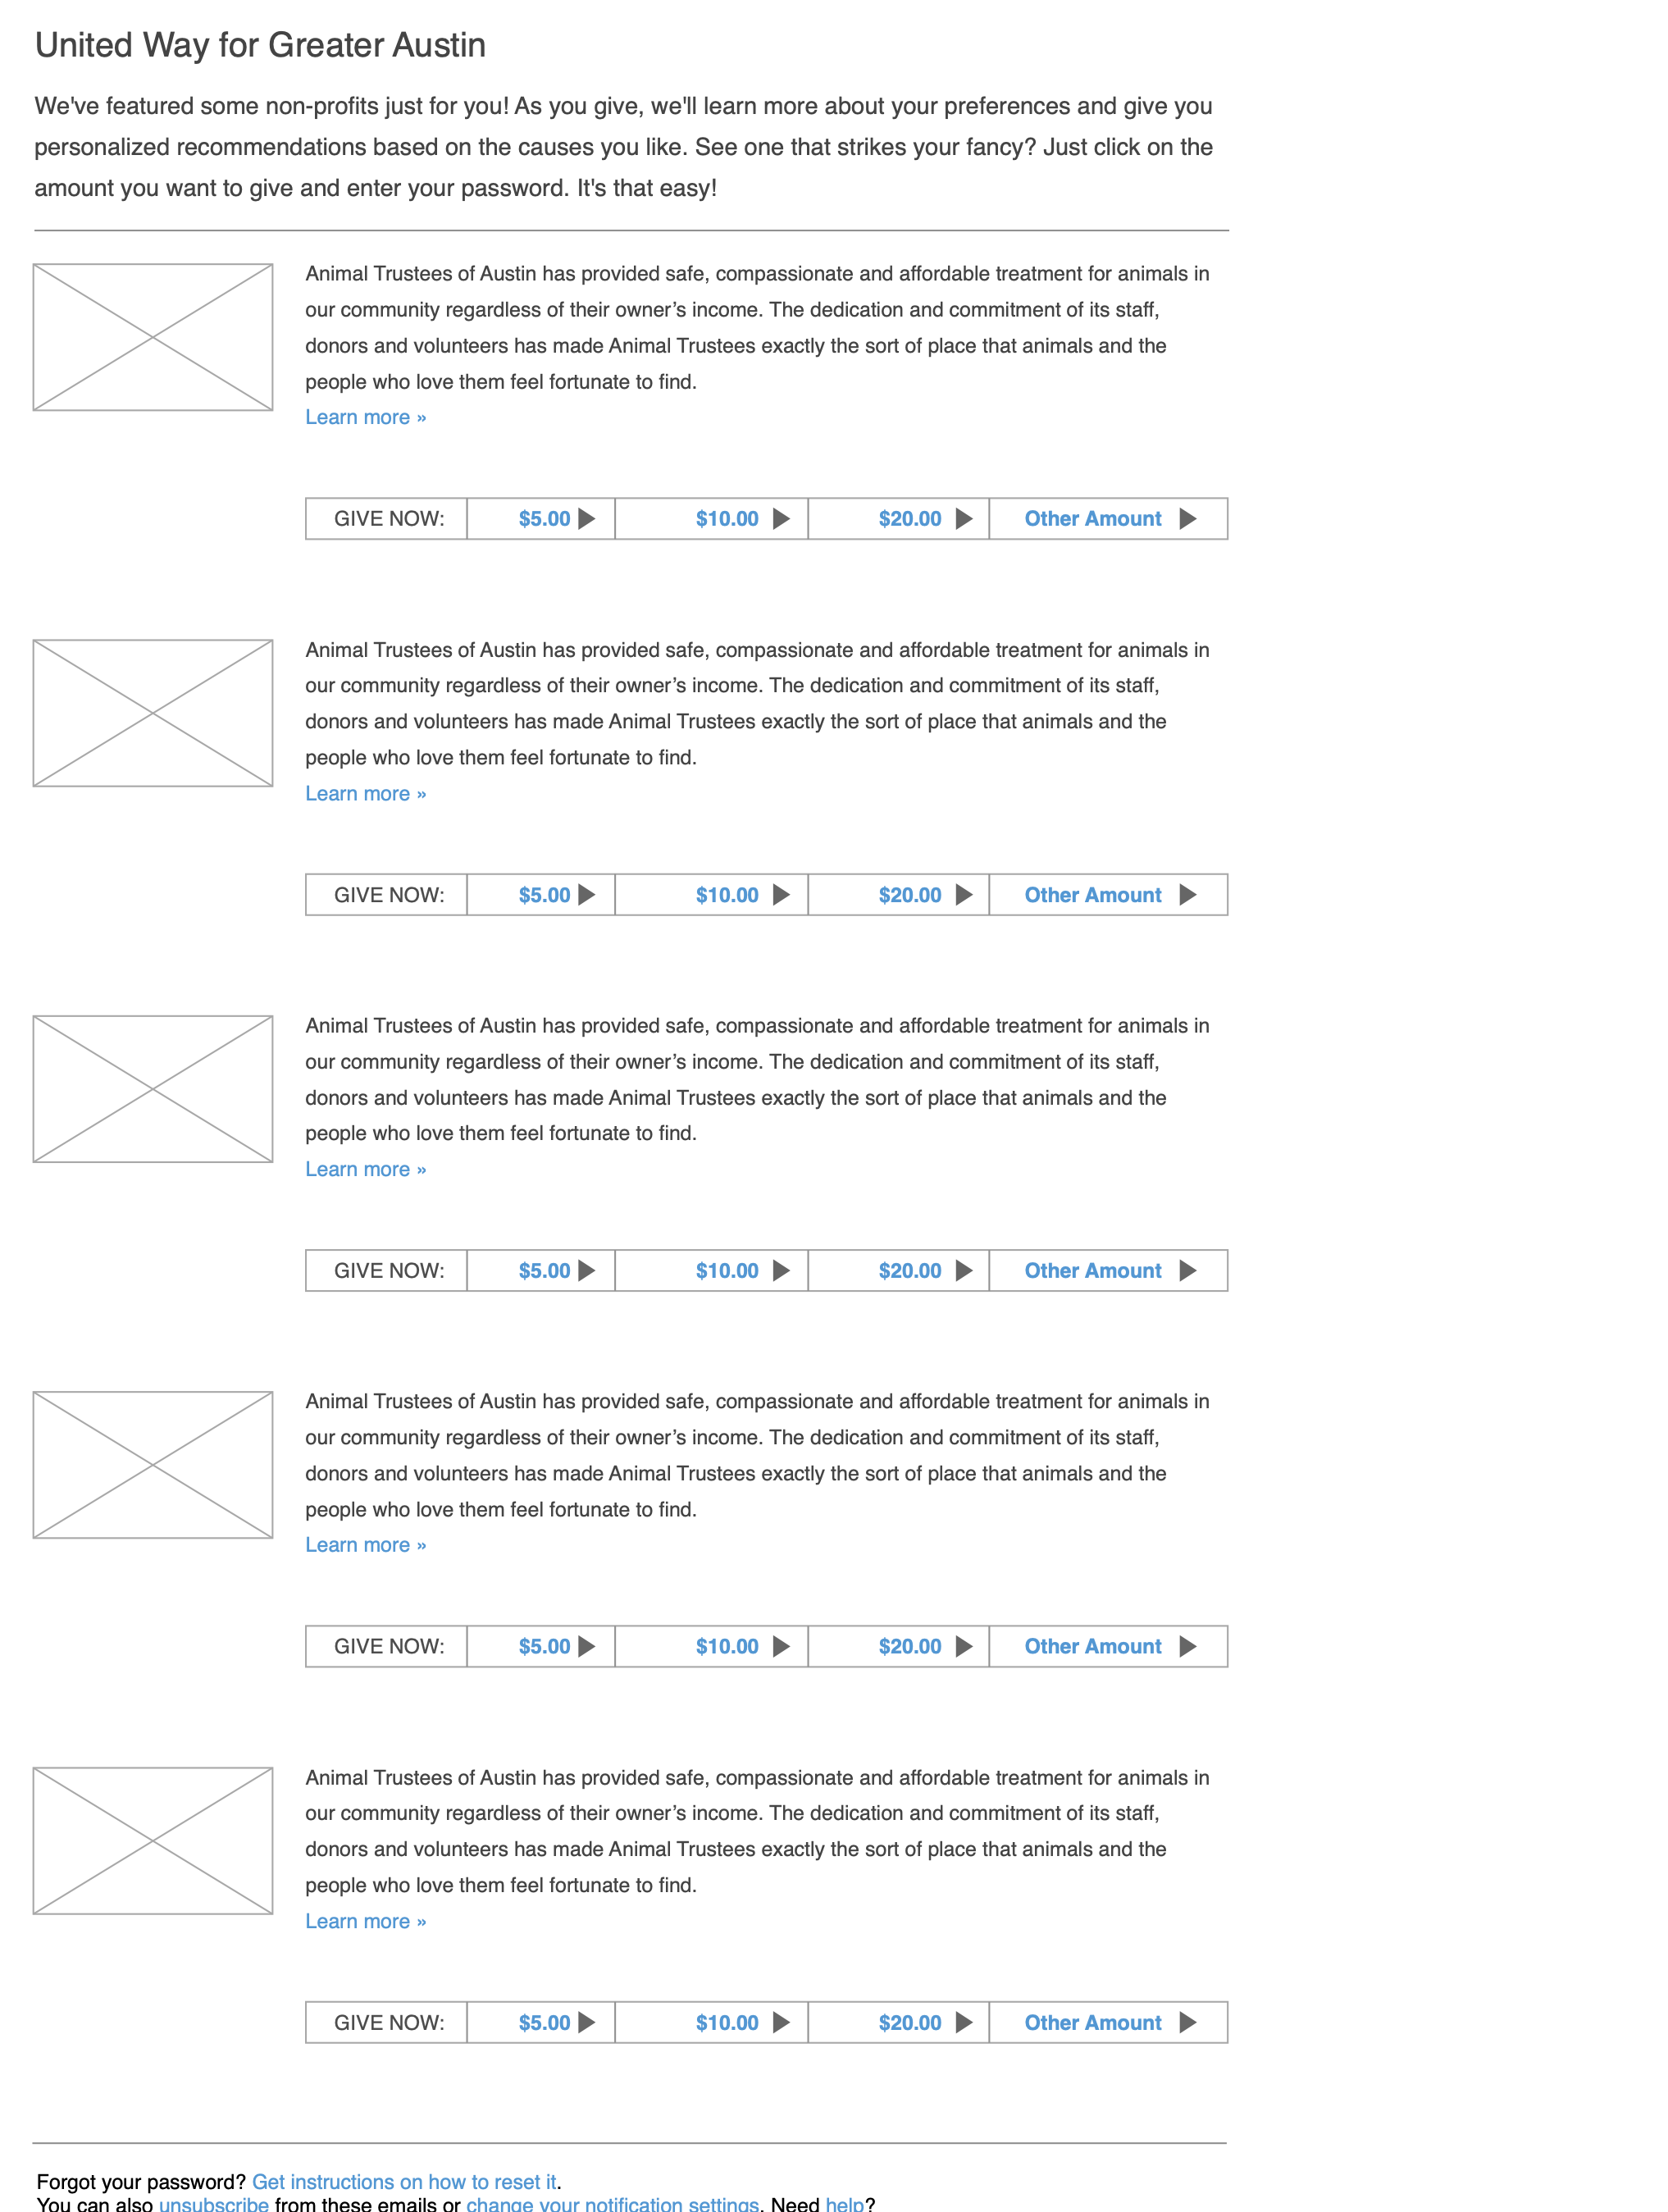 United Way for Greater Austin
We've featured some non-profits just for you! As you give, we'll learn more about your preferences and give you
personalized recommendations based on the causes you like. See one that strikes your fancy? Just click on the
amount you want to give and enter your password. It's that easy!
Animal Trustees of Austin has provided safe, compassionate and affordable treatment for animals in
our community regardless of their owner’s income. The dedication and commitment of its staff,
donors and volunteers has made Animal Trustees exactly the sort of place that animals and the
people who love them feel fortunate to find.
Learn more »
GIVE NOW: $5.00 $10.00 $20.00 Other Amount
Animal Trustees of Austin has provided safe, compassionate and affordable treatment for animals in
our community regardless of their owner’s income. The dedication and commitment of its staff,
donors and volunteers has made Animal Trustees exactly the sort of place that animals and the
people who love them feel fortunate to find.
Learn more »
GIVE NOW: $5.00 $10.00 $20.00 Other Amount
Animal Trustees of Austin has provided safe, compassionate and affordable treatment for animals in
our community regardless of their owner’s income. The dedication and commitment of its staff,
donors and volunteers has made Animal Trustees exactly the sort of place that animals and the
people who love them feel fortunate to find.
Learn more »
GIVE NOW: $5.00 $10.00 $20.00 Other Amount
Animal Trustees of Austin has provided safe, compassionate and affordable treatment for animals in
our community regardless of their owner’s income. The dedication and commitment of its staff,
donors and volunteers has made Animal Trustees exactly the sort of place that animals and the
people who love them feel fortunate to find.
Learn more »
GIVE NOW: $5.00 $10.00 $20.00 Other Amount
Animal Trustees of Austin has provided safe, compassionate and affordable treatment for animals in
our community regardless of their owner’s income. The dedication and commitment of its staff,
donors and volunteers has made Animal Trustees exactly the sort of place that animals and the
people who love them feel fortunate to find.
Learn more »
GIVE NOW: $5.00 $10.00 $20.00 Other Amount
Forgot your password? Get instructions on how to reset it.
You can also unsubscribe from these emails or change your notification settings. Need help?